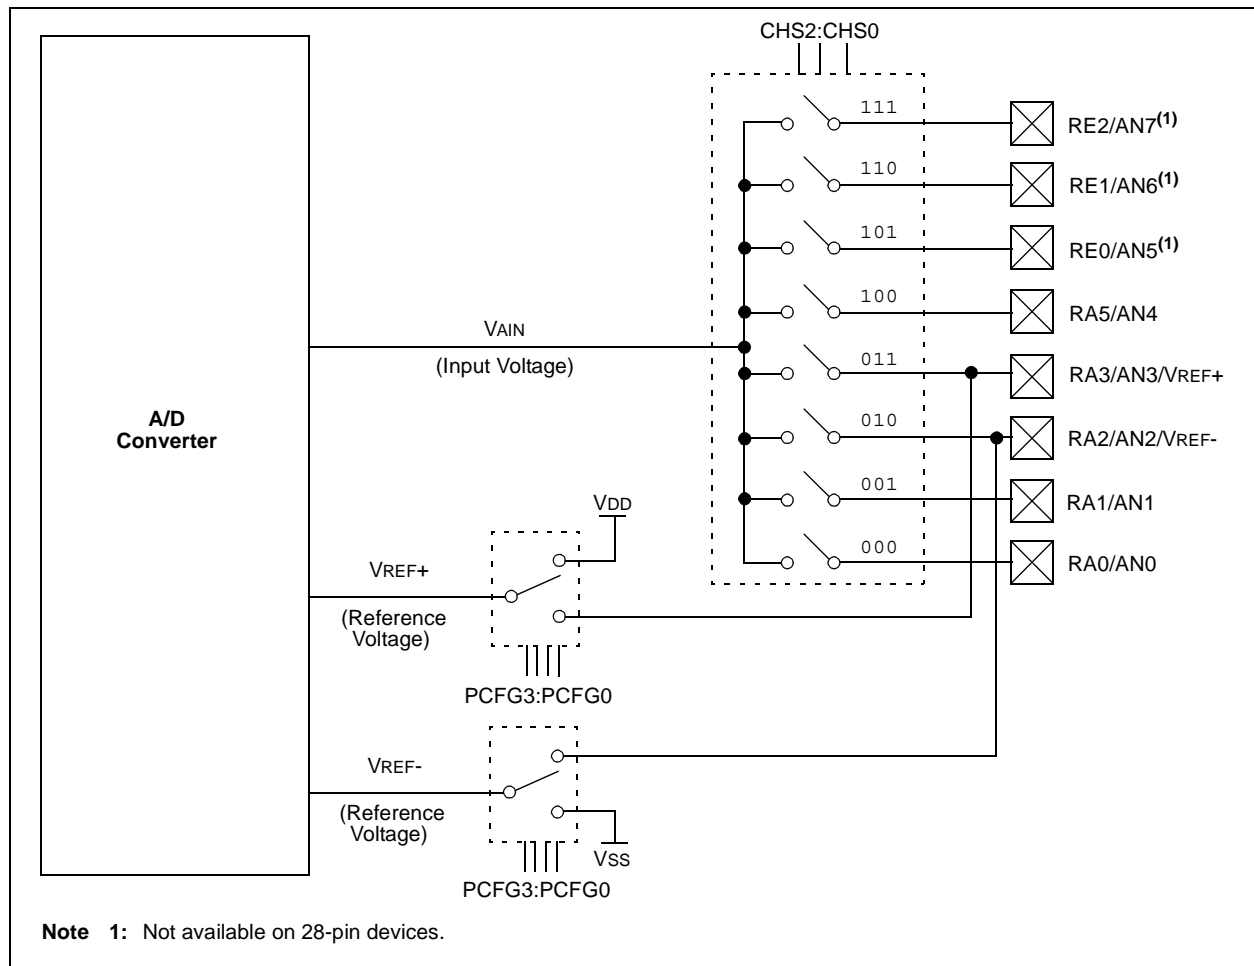 CHS2:CHS0
111
RE2/AN7(1)
110
RE1/AN6(1)
101
RE0/AN5(1)
100
RA5/AN4
VAIN
(Input Voltage)
011
RA3/AN3/VREF+
A/D
Converter
010
RA2/AN2/VREF-
001
RA1/AN1
VDD
000
RA0/AN0
VREF+
(Reference
Voltage)
PCFG3:PCFG0
VREF-
(Reference
Voltage)
VSS
PCFG3:PCFG0
Note 1: Not available on 28-pin devices.